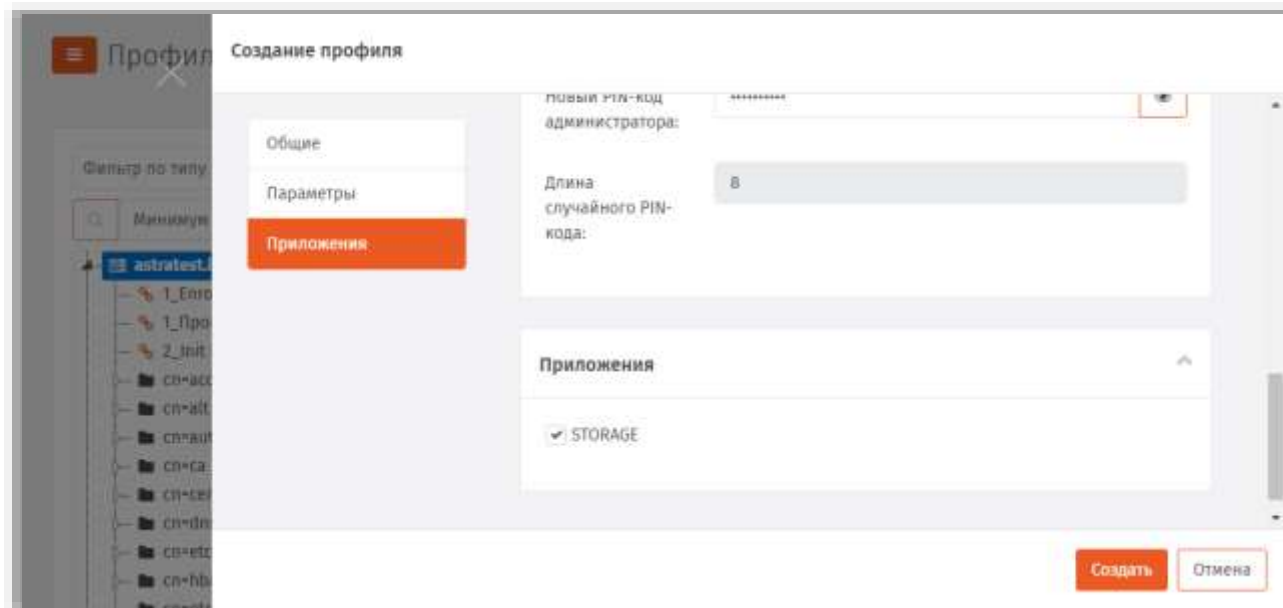 Профил
Создание профиля
Новый PIN-код
администратора:
••••••••••
Общие
Параметры
Приложения
Длина
случайного PIN-
кода:
8
Фильтр по типу
Минимум
astratest.
1_Enro
1_Про
2_Init
cn=acc
cn=alt
cn=aut
cn=ca
cn=cer
cn=dn
cn=etc
cn=hb
Приложения
STORAGE
Создать
Отмена